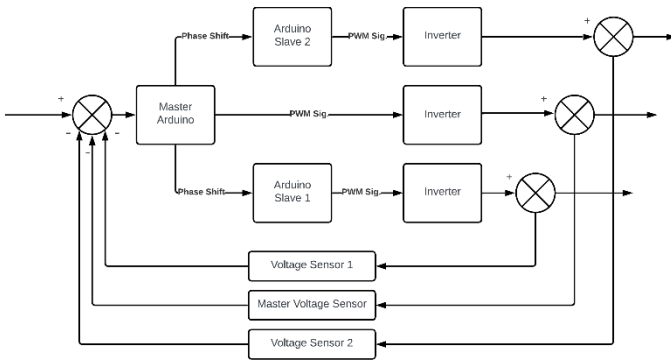 Phase Shift
Arduino
Slave 2
PWM Sig.
Inverter
+
+
−
−
−
Master
Arduino
PWM Sig.
Inverter
+
Phase Shift
Arduino
Slave 1
PWM Sig.
Inverter
+
Voltage Sensor 1
Master Voltage Sensor
Voltage Sensor 2